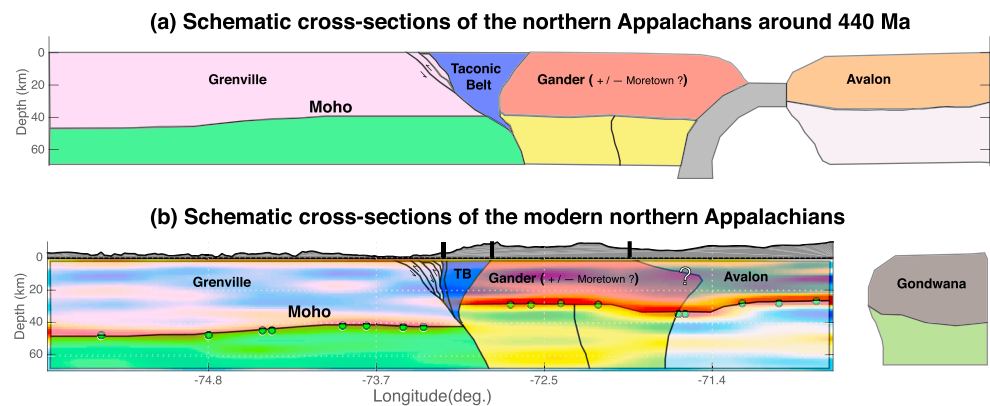 (a) Schematic cross-sections of the northern Appalachans around 440 Ma
0
20
40
60
Depth (km)
Grenville
Taconic
Belt
Gander ( + / − Moretown ?)
Avalon
Moho
(b) Schematic cross-sections of the modern northern Appalachians
0
20
40
60
Depth (km)
Grenville
TB
Gander ( + / − Moretown ?)
?
Avalon
Gondwana
Moho
-74.8
-73.7
-72.5
-71.4
Longitude(deg.)